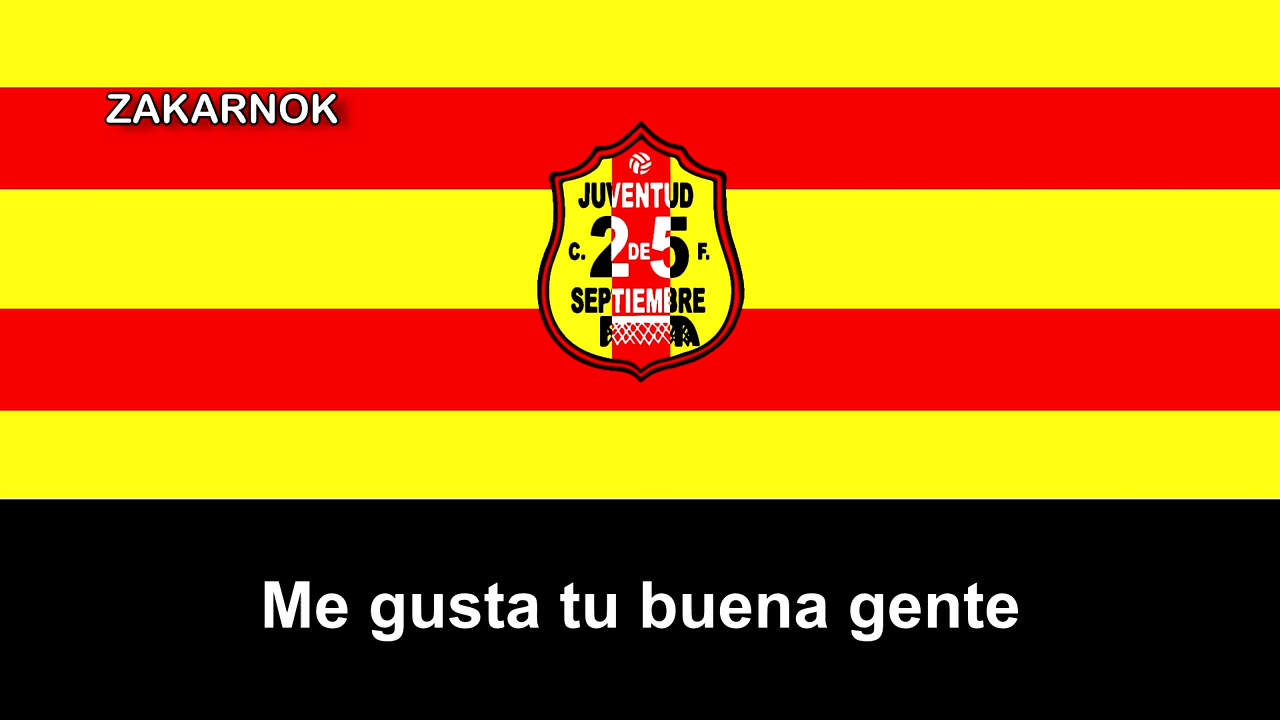 ZAKARNOK
JUVENTUD
C. 2 DE 5 F.
SEPTIEMBRE
Me gusta tu buena gente